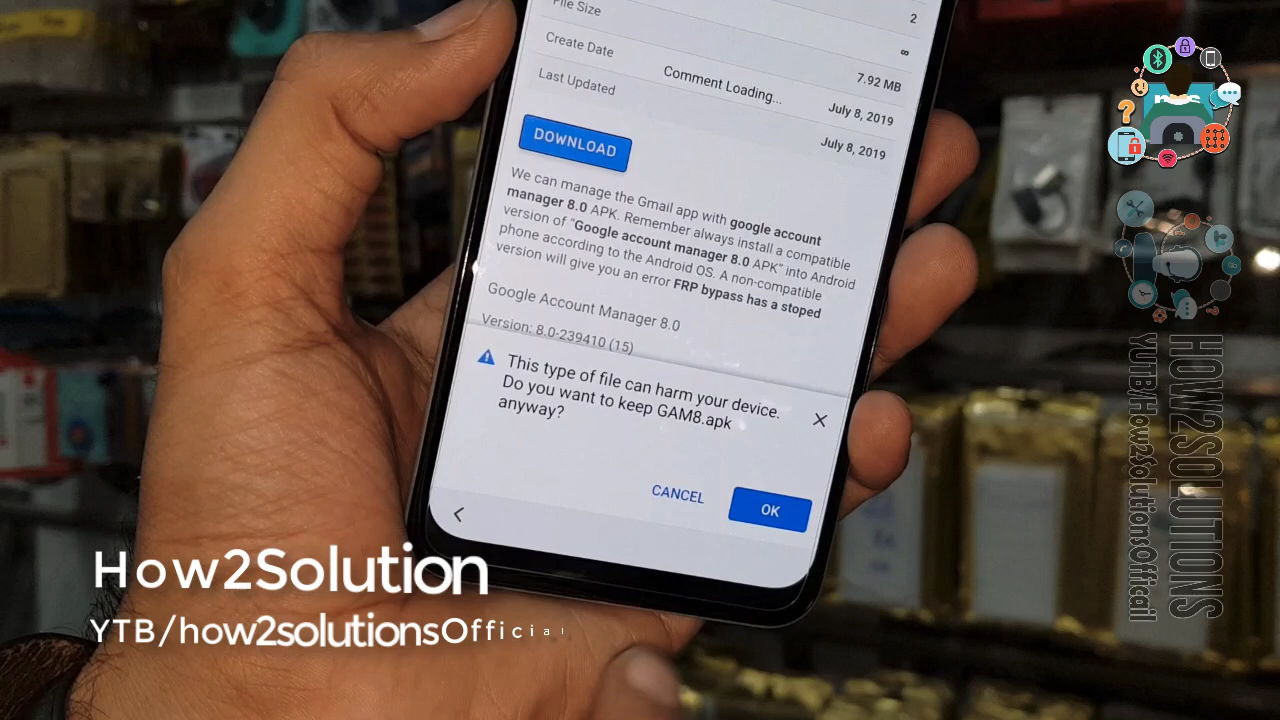 File Size
2
∞
Create Date
7.92 MB
Comment Loading...
Last Updated
July 8, 2019
July 8, 2019
DOWNLOAD
We can manage the Gmail app with google account
manager 8.0 APK. Remember always install a compatible
version of "Google account manager 8.0 APK" into Android
phone according to the Android OS. A non-compatible
version will give you an error FRP bypass has a stoped
Google Account Manager 8.0
Version: 8.0-239410 (15)
This type of file can harm your device.
Do you want to keep GAM8.apk
anyway?
CANCEL
OK
How2Solution
YTB/how2solutionsOfficial
HOW2SOLUTIONS
YUTB/How2SolutionsOffcail